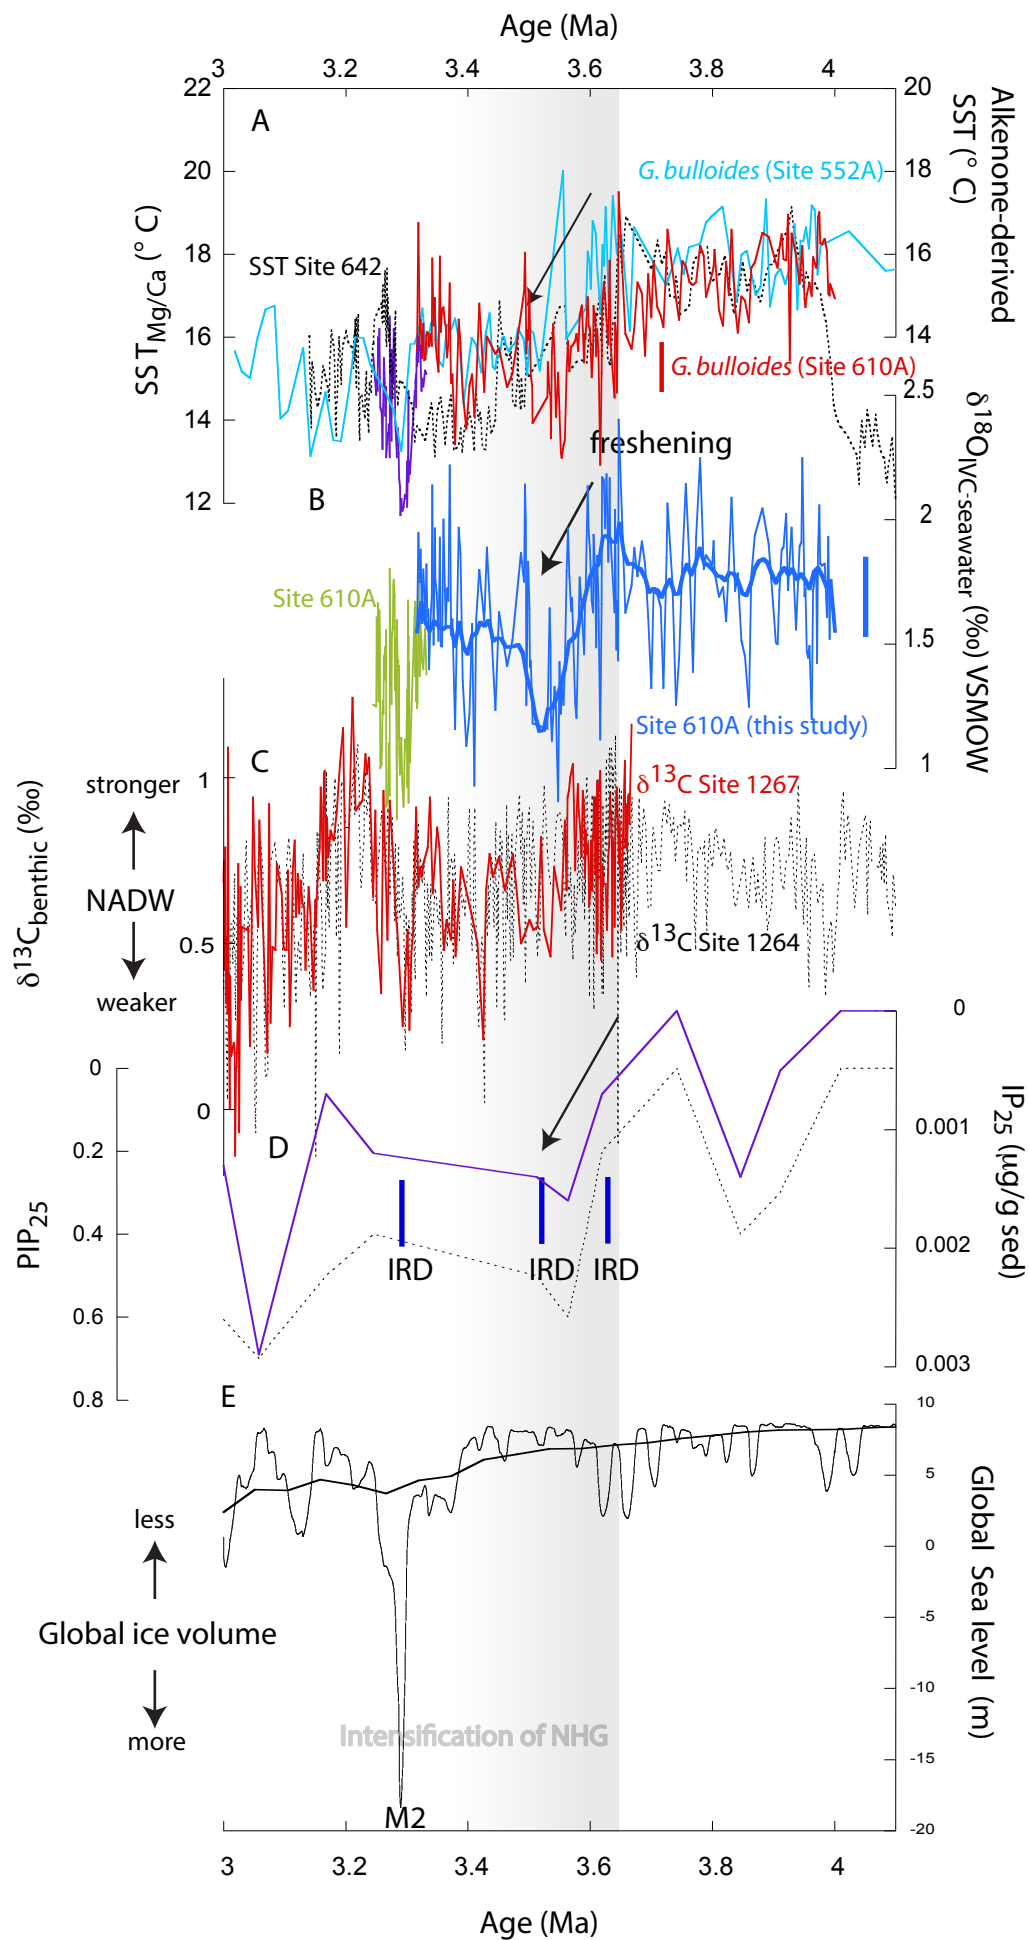 Age (Ma)
3 3.2 3.4 3.6 3.8 4
22 20
A
Alkenone-derived
SST (° C)
G. bulloides (Site 552A)
20 18
SST Mg/Ca (° C)
18 16
SST Site 642
16 14
G. bulloides (Site 610A)
2.5
14
freshening
δ18O IVC-seawater (‰) VSMOW
12
B
2
Site 610A
1.5
Site 610A (this study)
1
C
stronger
1
δ13C Site 1267
δ13C benthic (‰)
NADW
0.5
δ13C Site 1264
weaker
0
0
0
D
IP25 (µg/g sed)
0.001
0.2
PIP25
0.4
0.002
IRD IRD IRD
0.6
0.003
0.8
E
10
5
Global Sea level (m)
less
0
-5
Global ice volume
-10
more
Intensification of NHG
-15
M2
-20
3 3.2 3.4 3.6 3.8 4
Age (Ma)